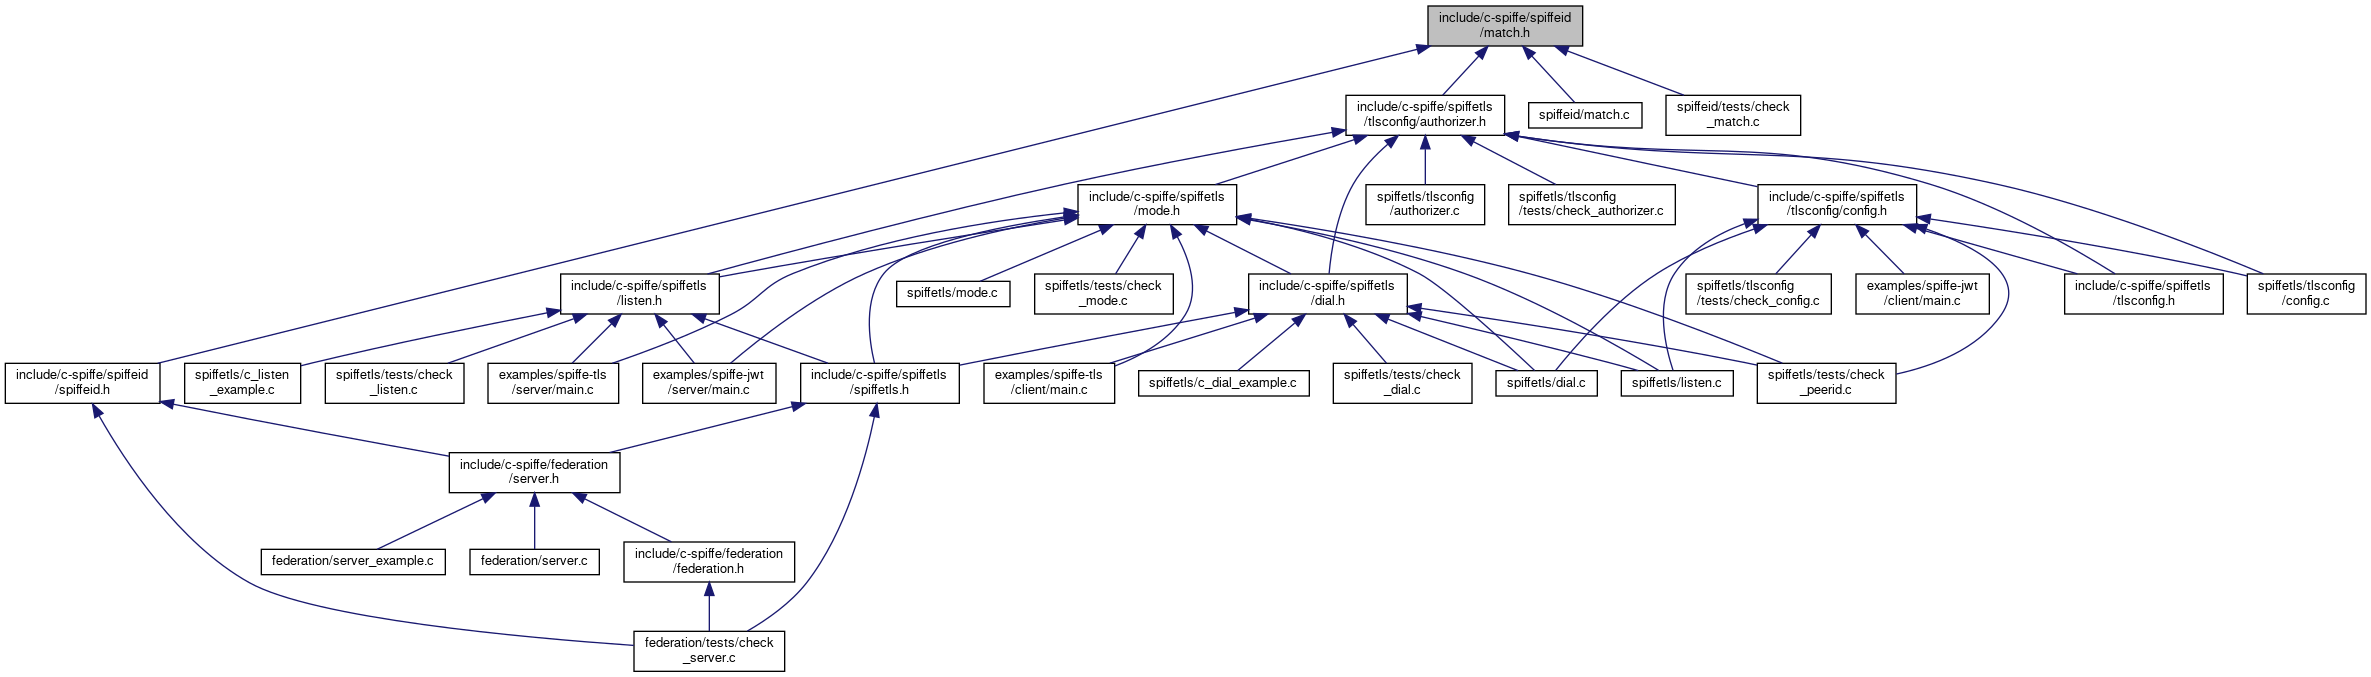 include/c-spiffe/spiffeid
/match.h
include/c-spiffe/spiffetls
/tlsconfig/authorizer.h
spiffeid/match.c
spiffeid/tests/check
_match.c
include/c-spiffe/spiffetls
/mode.h
spiffetls/tlsconfig
/authorizer.c
spiffetls/tlsconfig
/tests/check_authorizer.c
include/c-spiffe/spiffetls
/tlsconfig/config.h
include/c-spiffe/spiffetls
/listen.h
spiffetls/mode.c
spiffetls/tests/check
_mode.c
include/c-spiffe/spiffetls
/dial.h
spiffetls/tlsconfig
/tests/check_config.c
examples/spiffe-jwt
/client/main.c
include/c-spiffe/spiffetls
/tlsconfig.h
spiffetls/tlsconfig
/config.c
include/c-spiffe/spiffeid
/spiffeid.h
spiffetls/c_listen
_example.c
spiffetls/tests/check
_listen.c
examples/spiffe-tls
/server/main.c
examples/spiffe-jwt
/server/main.c
include/c-spiffe/spiffetls
/spiffetls.h
examples/spiffe-tls
/client/main.c
spiffetls/c_dial_example.c
spiffetls/tests/check
_dial.c
spiffetls/dial.c
spiffetls/listen.c
spiffetls/tests/check
_peerid.c
include/c-spiffe/federation
/server.h
federation/server_example.c
federation/server.c
include/c-spiffe/federation
/federation.h
federation/tests/check
_server.c